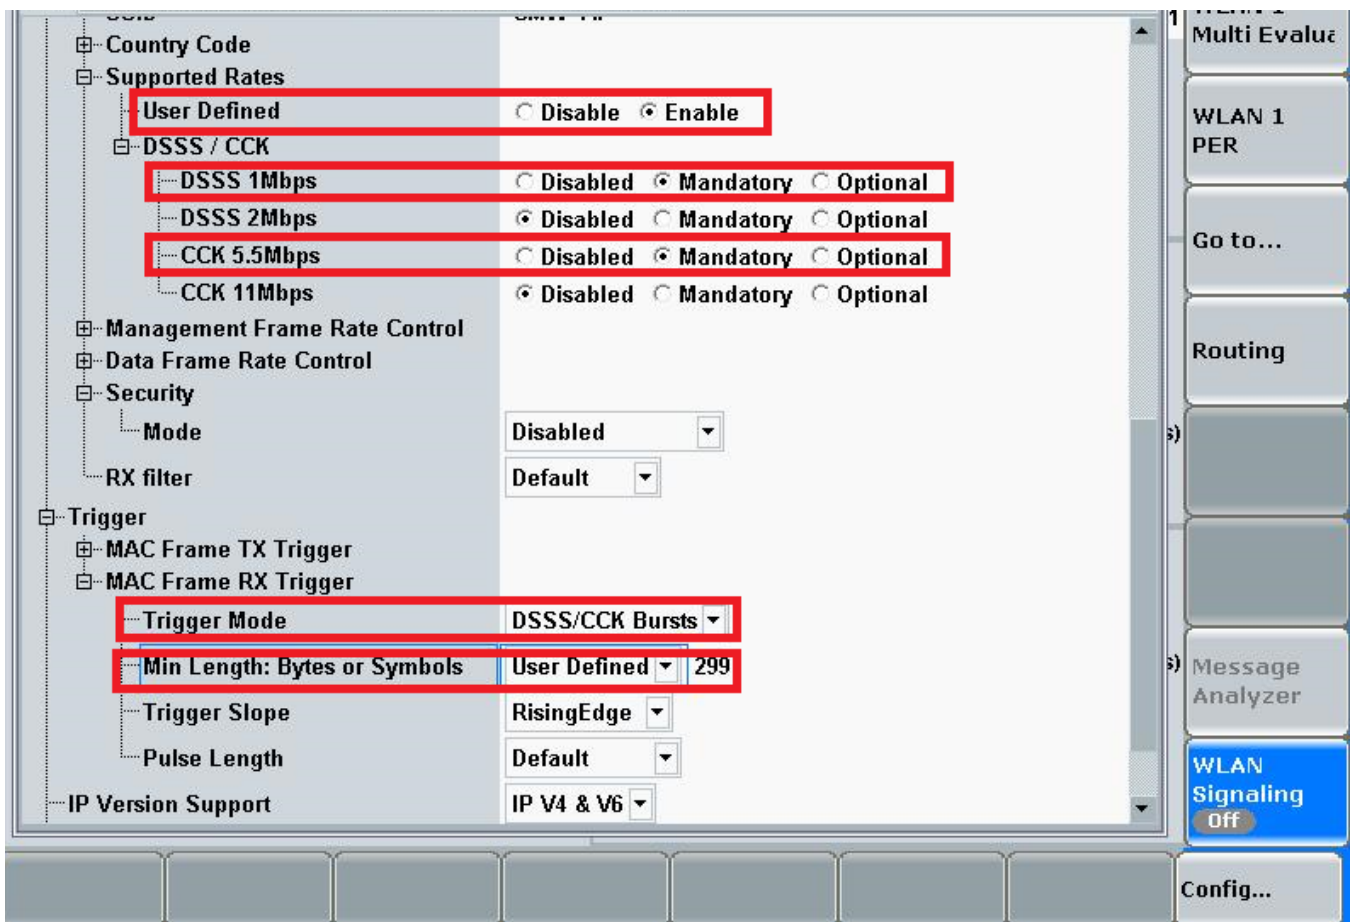 Country Code
Supported Rates
User Defined Disable Enable
DSSS / CCK
DSSS 1Mbps Disabled Mandatory Optional
DSSS 2Mbps Disabled Mandatory Optional
CCK 5.5Mbps Disabled Mandatory Optional
CCK 11Mbps Disabled Mandatory Optional
Management Frame Rate Control
Data Frame Rate Control
Security
Mode Disabled
RX filter Default
Trigger
MAC Frame TX Trigger
MAC Frame RX Trigger
Trigger Mode DSSS/CCK Bursts
Min Length: Bytes or Symbols User Defined 299
Trigger Slope RisingEdge
Pulse Length Default
IP Version Support IP V4 & V6
1
s)
s)
Multi Evalua
WLAN 1
PER
Go to...
Routing
Message
Analyzer
WLAN
Signaling
Off
Config...